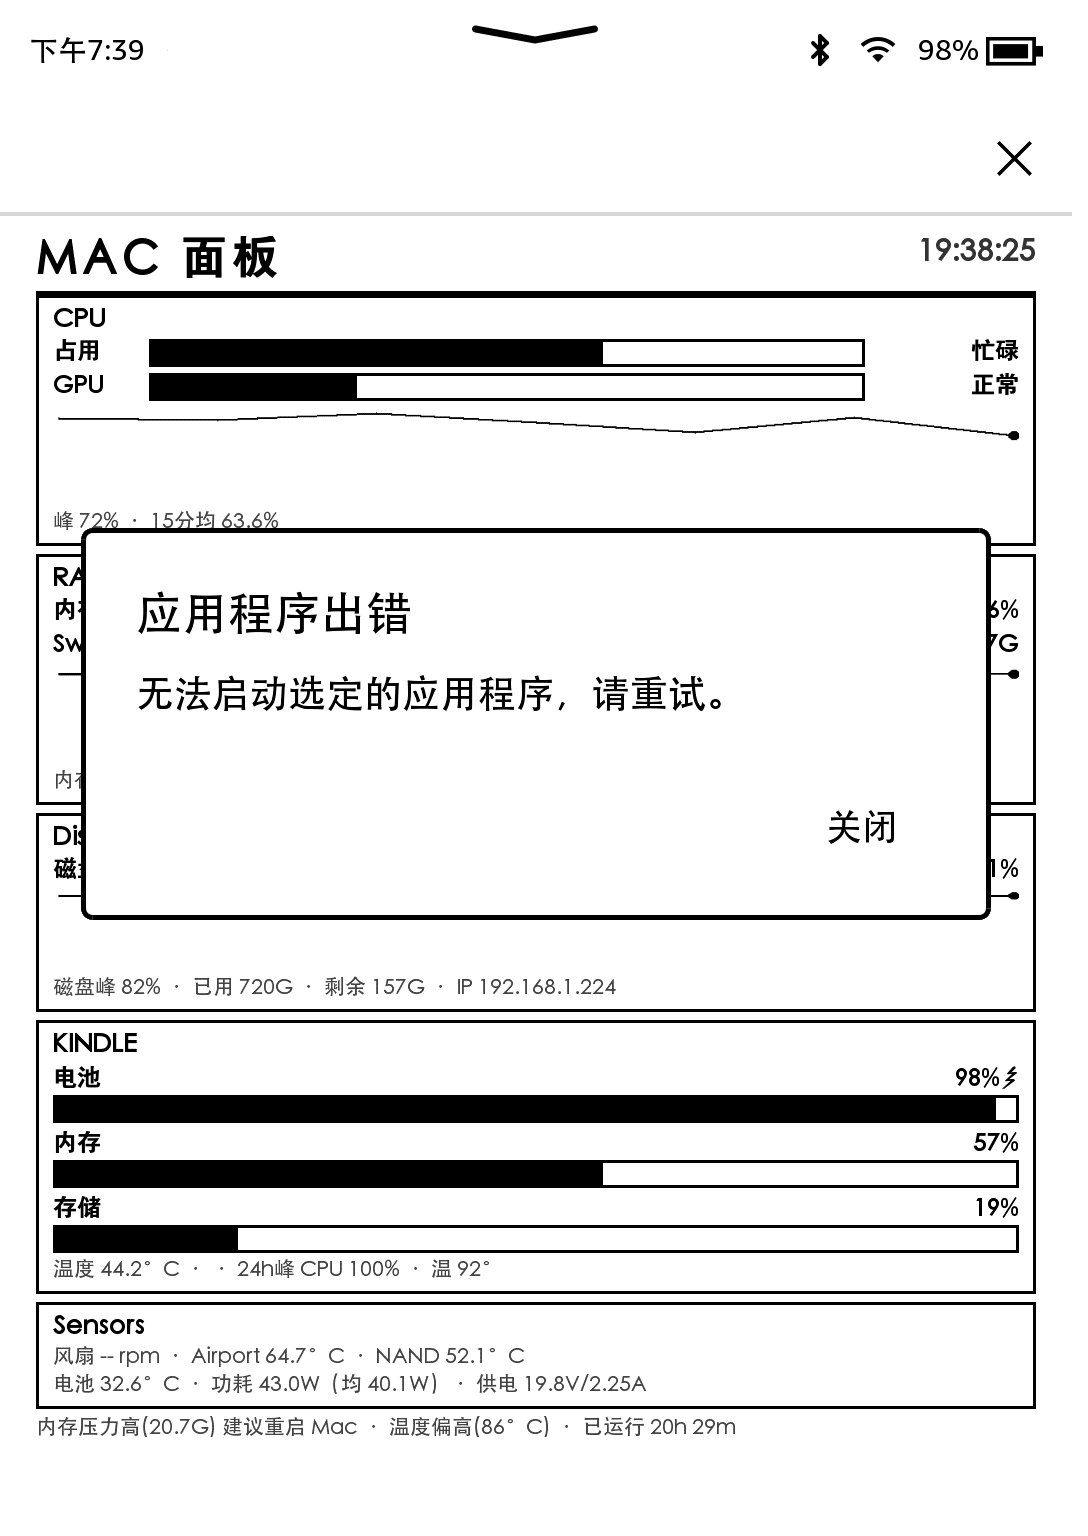 下午7:39
98%
MAC 面板
19:38:25
CPU
占用 忙碌
GPU 正常
峰 72% · 15分均 63.6%
应用程序出错
无法启动选定的应用程序，请重试。
关闭
磁盘峰 82% · 已用 720G · 剩余 157G · IP 192.168.1.224
KINDLE
电池 98%
内存 57%
存储 19%
温度 44.2°C · · 24h峰 CPU 100% · 温 92°
Sensors
风扇 -- rpm · Airport 64.7°C · NAND 52.1°C
电池 32.6°C · 功耗 43.0W (均 40.1W) · 供电 19.8V/2.25A
内存压力高(20.7G) 建议重启 Mac · 温度偏高(86°C) · 已运行 20h 29m